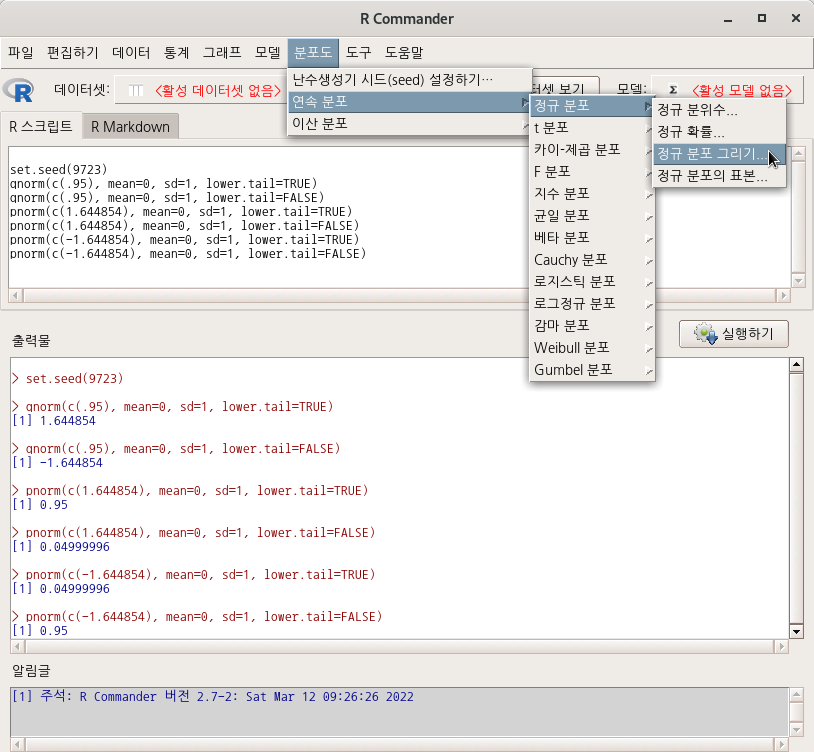 R Commander
파일 편집하기 데이터 통계 그래프 모델 분포도 도구 도움말
난수생성기 시드(seed) 설정하기...
연속 분포
이산 분포
R 데이터셋: <활성 데이터셋 없음> 터셋 보기 모델: Σ <활성 모델 없음>
정규 분포
t 분포
카이-제곱 분포
F 분포
지수 분포
균일 분포
베타 분포
Cauchy 분포
로지스틱 분포
로그정규 분포
감마 분포
Weibull 분포
Gumbel 분포
정규 분위수...
정규 확률...
정규 분포 그리기...
정규 분포의 표본...
R 스크립트 R Markdown
set.seed(9723)
qnorm(c(.95), mean=0, sd=1, lower.tail=TRUE)
qnorm(c(.95), mean=0, sd=1, lower.tail=FALSE)
pnorm(c(1.644854), mean=0, sd=1, lower.tail=TRUE)
pnorm(c(1.644854), mean=0, sd=1, lower.tail=FALSE)
pnorm(c(-1.644854), mean=0, sd=1, lower.tail=TRUE)
pnorm(c(-1.644854), mean=0, sd=1, lower.tail=FALSE)
출력물
실행하기
> set.seed(9723)
> qnorm(c(.95), mean=0, sd=1, lower.tail=TRUE)
[1] 1.644854
> qnorm(c(.95), mean=0, sd=1, lower.tail=FALSE)
[1] -1.644854
> pnorm(c(1.644854), mean=0, sd=1, lower.tail=TRUE)
[1] 0.95
> pnorm(c(1.644854), mean=0, sd=1, lower.tail=FALSE)
[1] 0.04999996
> pnorm(c(-1.644854), mean=0, sd=1, lower.tail=TRUE)
[1] 0.04999996
> pnorm(c(-1.644854), mean=0, sd=1, lower.tail=FALSE)
[1] 0.95
알림글
[1] 주석: R Commander 버전 2.7-2: Sat Mar 12 09:26:26 2022